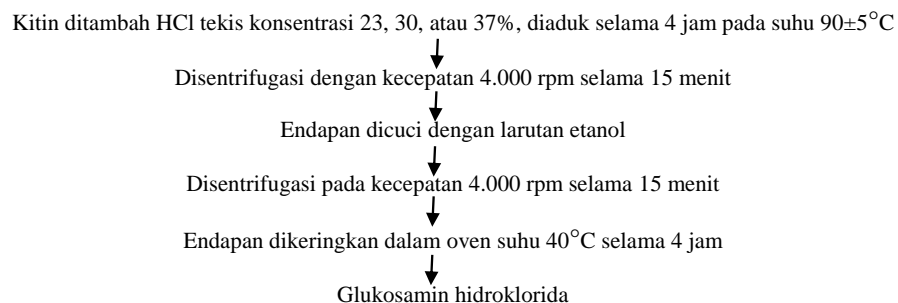 Kitin ditambah HCl tekis konsentrasi 23, 30, atau 37%, diaduk selama 4 jam pada suhu 90±5°C
Disentrifugasi dengan kecepatan 4.000 rpm selama 15 menit
Endapan dicuci dengan larutan etanol
Disentrifugasi pada kecepatan 4.000 rpm selama 15 menit
Endapan dikeringkan dalam oven suhu 40°C selama 4 jam
Glukosamin hidroklorida